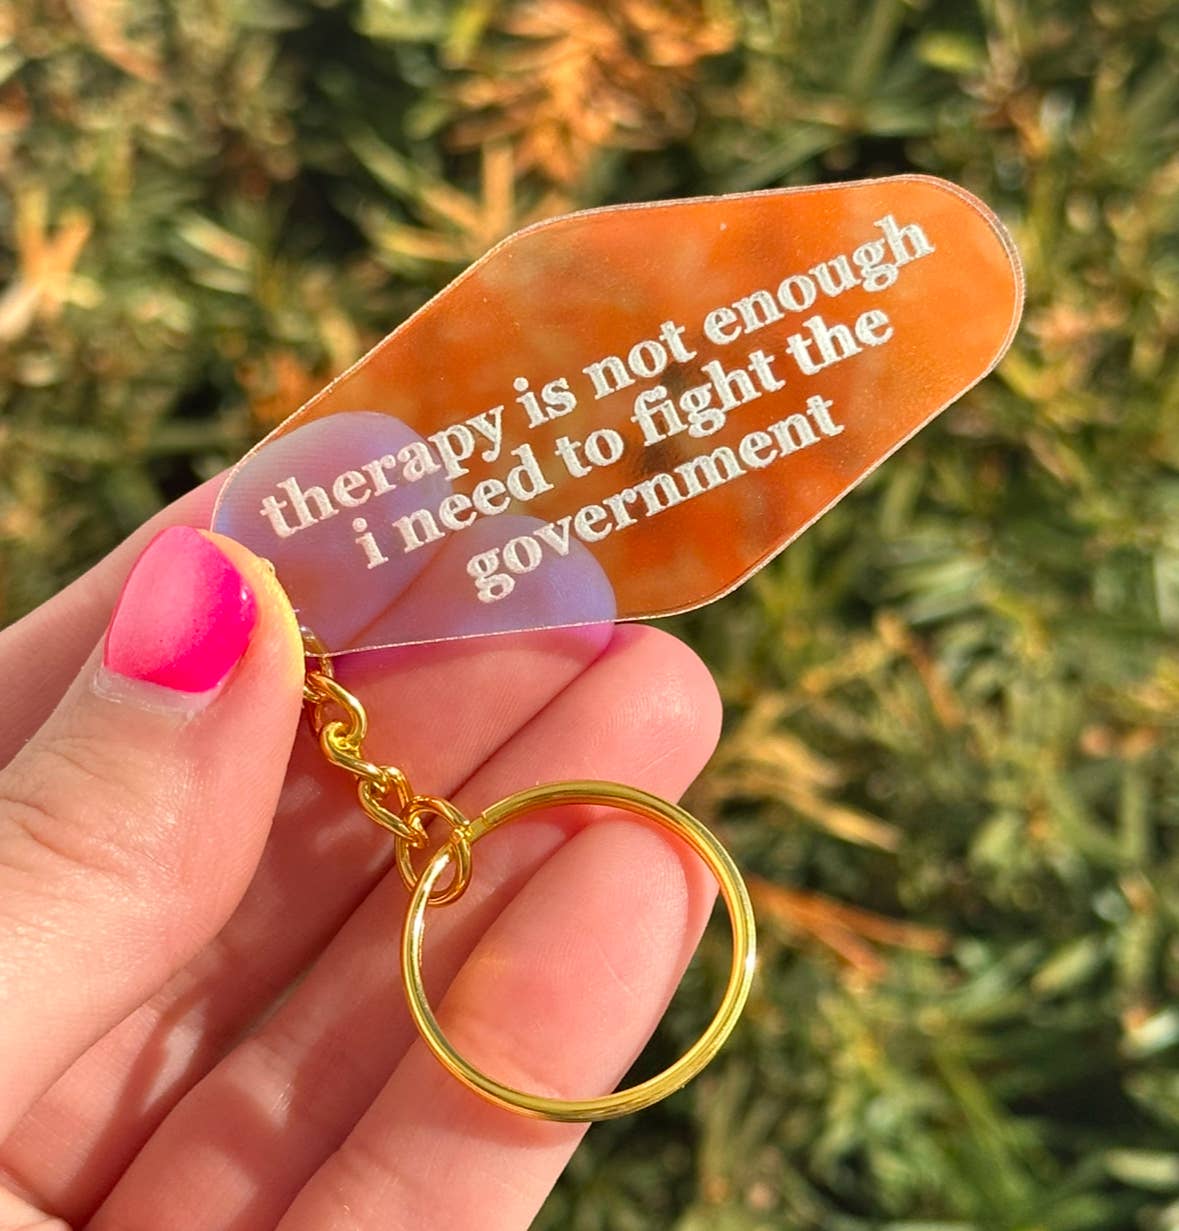 therapy is not enough
i need to fight the
government